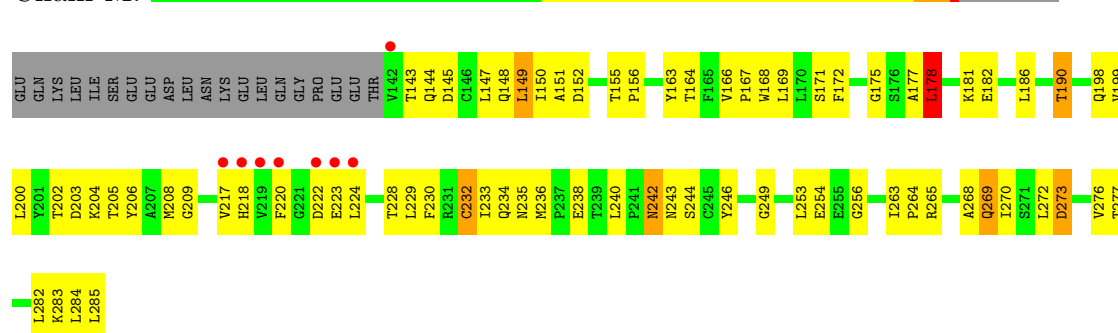 GLU GLN LYS LEU ILE SER GLU GLU ASP LEU ASN LYS GLU LEU GLN GLY PRO GLU GLU THR V142 T143 Q144 D145 C146 L147 Q148 L149 I150 A151 D152 T155 P156 Y163 T164 F165 V166 P167 W168 L169 L170 S171 F172 G175 S176 A177 L178 K181 E182 L186 T190 Q198
L200 Y201 T202 D203 K204 T205 Y206 A207 M208 G209 V217 H218 V219 F220 G221 D222 E223 L224 T228 L229 F230 R231 C232 I233 Q234 N235 M236 P237 E238 T239 L240 P241 N242 N243 S244 C245 Y246 G249 L253 E254 E255 G256 I263 P264 R265 A268 Q269 I270 S271 L272 D273 V276
L282 K283 L284 L285